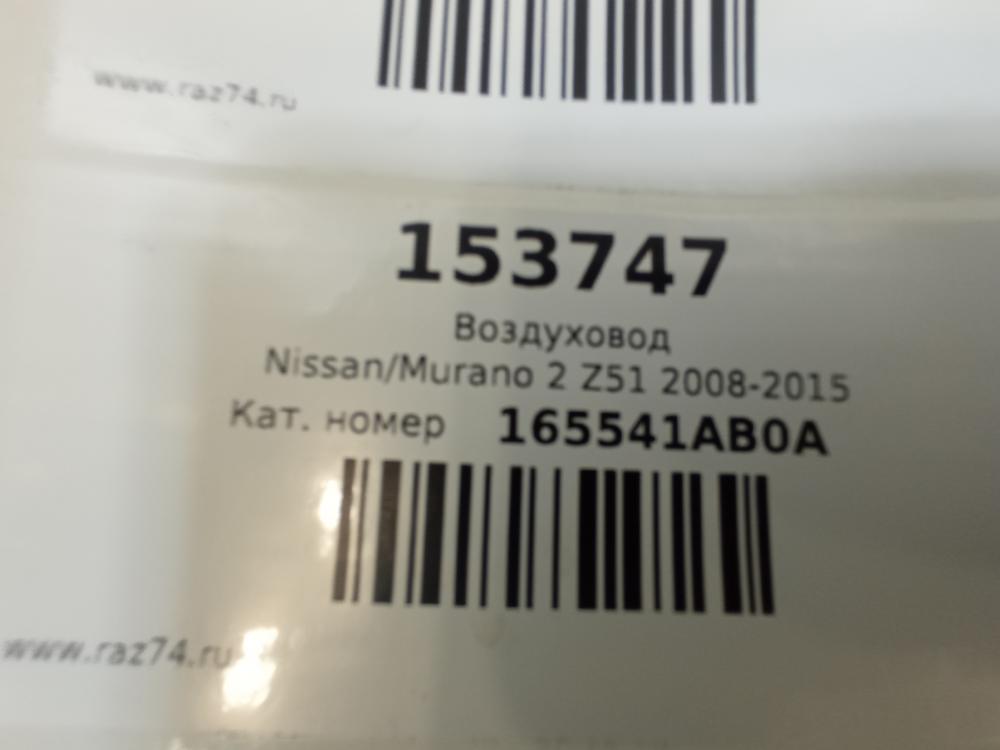 www.raz74.ru
153747
Воздуховод
Nissan/Murano 2 Z51 2008-2015
Кат. номер 165541AB0A
www.raz74.ru